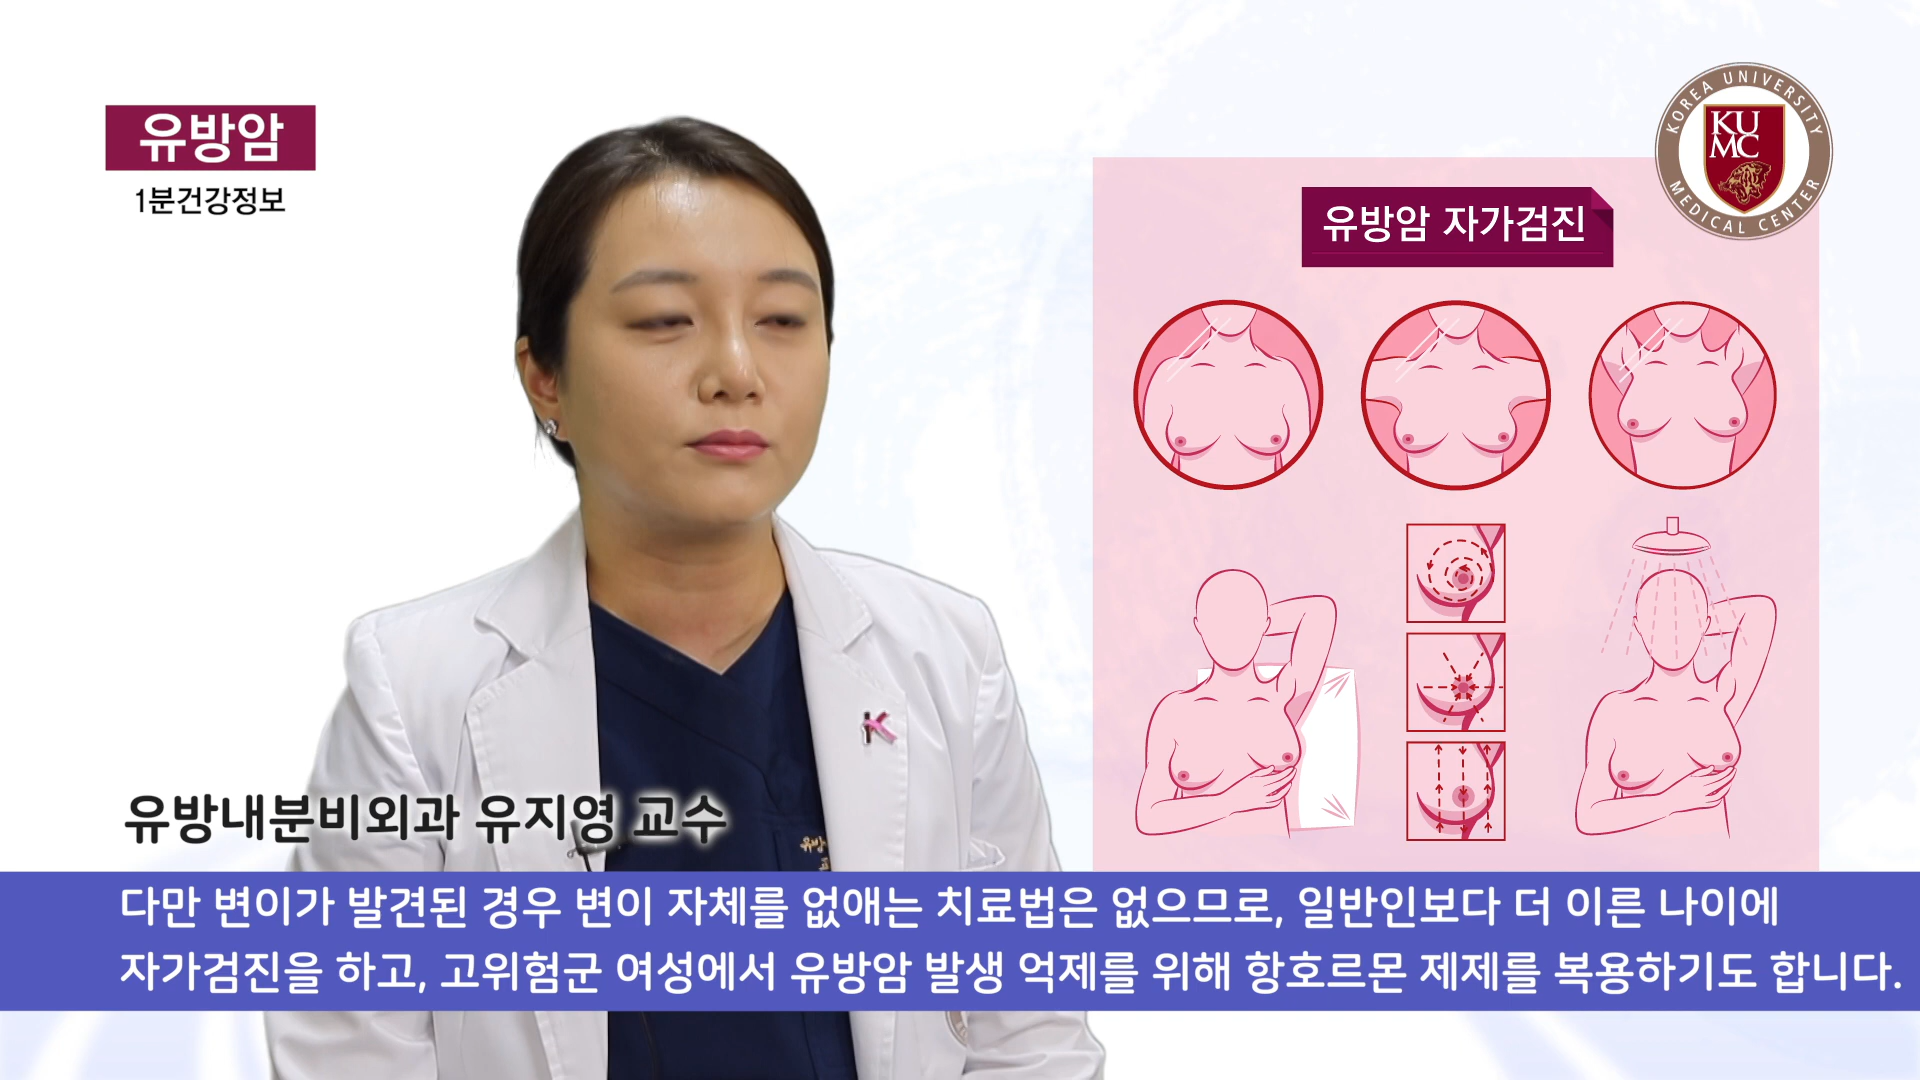 유방암
1분건강정보
KOREA UNIVERSITY
KU
MC
MEDICAL CENTER
유방암 자가검진
유방내분비외과 유지영 교수
다만 변이가 발견된 경우 변이 자체를 없애는 치료법은 없으므로, 일반인보다 더 이른 나이에
자가검진을 하고, 고위험군 여성에서 유방암 발생 억제를 위해 항호르몬 제제를 복용하기도 합니다.